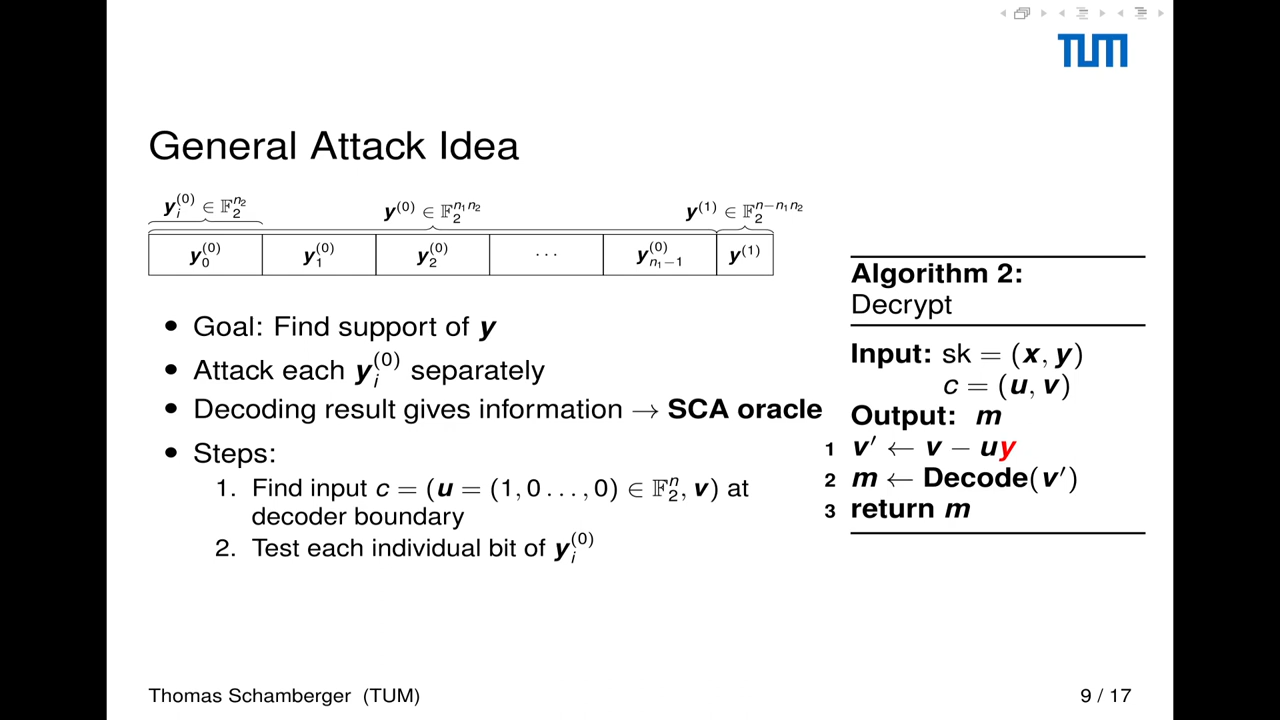 TUM
General Attack Idea
y_i^(0) ∈ 𝔽_2^{n_2}
y^(0) ∈ 𝔽_2^{n_1 n_2}
y^(1) ∈ 𝔽_2^{n−n_1 n_2}
y_0^(0) y_1^(0) y_2^(0) ··· y_{n_1−1}^(0) y^(1)
• Goal: Find support of y
• Attack each y_i^(0) separately
• Decoding result gives information → SCA oracle
• Steps:
1. Find input c = (u = (1, 0 . . . , 0) ∈ 𝔽_2^n, v) at
decoder boundary
2. Test each individual bit of y_i^(0)
Algorithm 2:
Decrypt
Input: sk = (x, y)
c = (u, v)
Output: m
1 v′ ← v − uy
2 m ← Decode(v′)
3 return m
Thomas Schamberger (TUM)
9 / 17